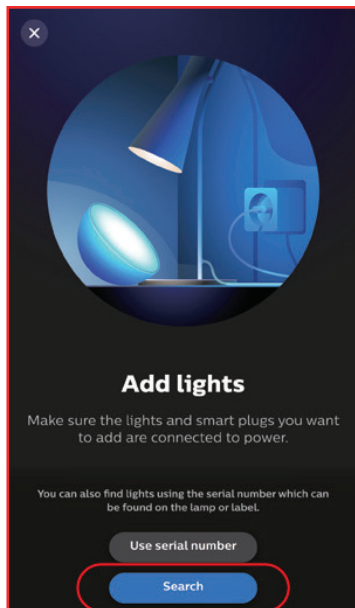 Add lights
Make sure the lights and smart plugs you want
to add are connected to power.
You can also find lights using the serial number which can
be found on the lamp or label.
Use serial number
Search